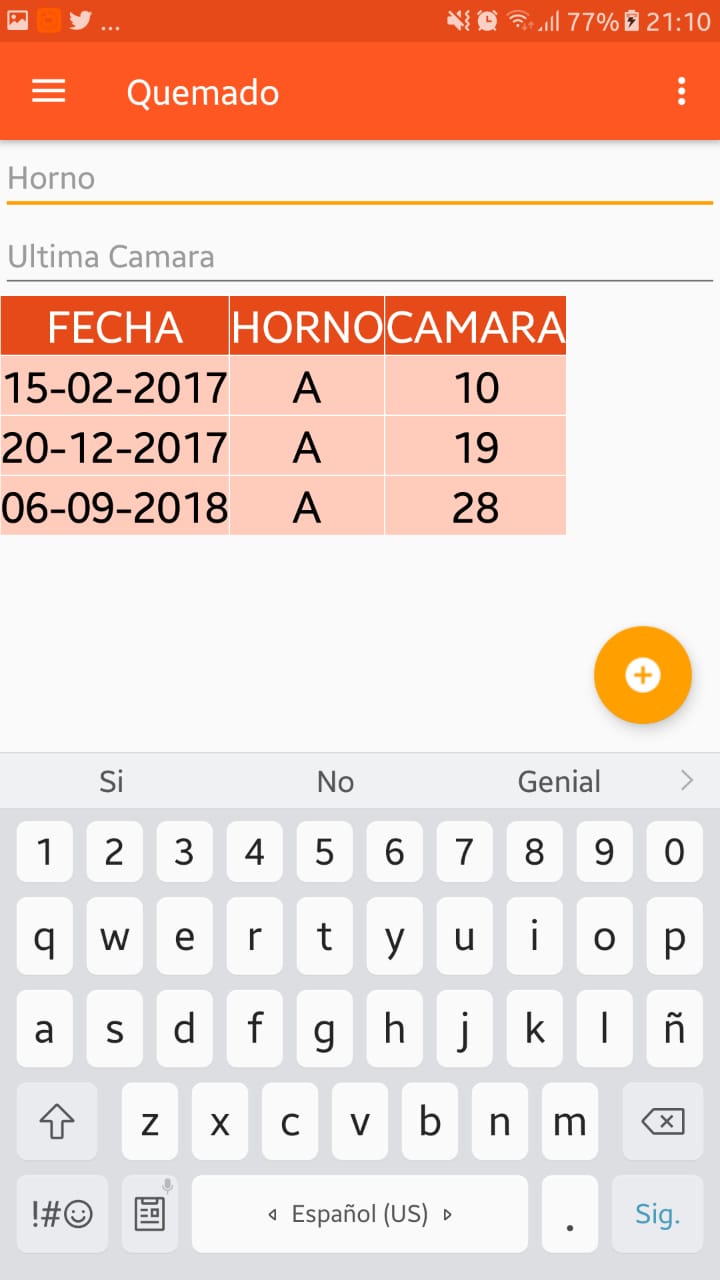 ... 77% 21:10
Quemado
Horno
Ultima Camara
FECHA HORNO CAMARA
15-02-2017 A 10
20-12-2017 A 19
06-09-2018 A 28
Si No Genial
1 2 3 4 5 6 7 8 9 0
q w e r t y u i o p
a s d f g h j k l ñ
z x c v b n m
!#☺ Español (US) . Sig.